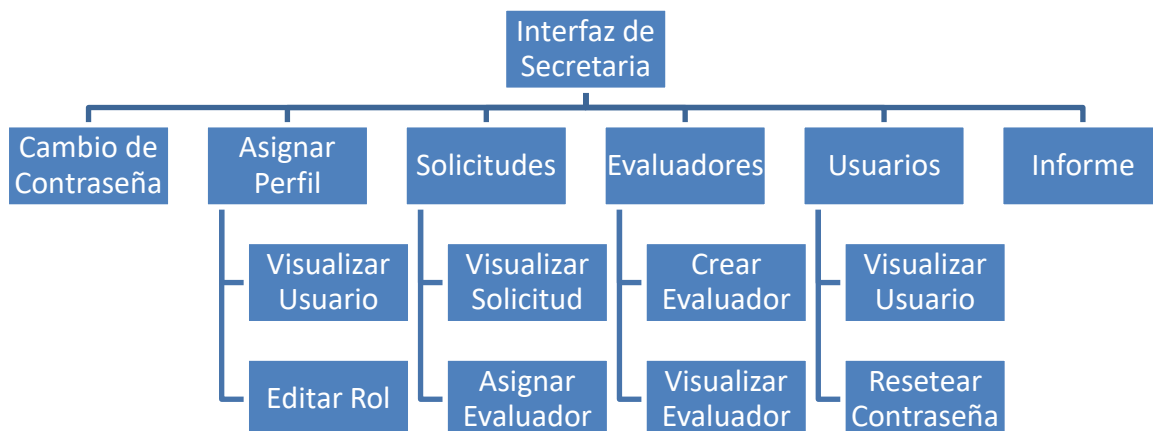 Interfaz de
Secretaria
Cambio de
Contraseña
Asignar
Perfil
Solicitudes
Evaluadores
Usuarios
Informe
Visualizar
Usuario
Visualizar
Solicitud
Crear
Evaluador
Visualizar
Usuario
Editar Rol
Asignar
Evaluador
Visualizar
Evaluador
Resetear
Contraseña